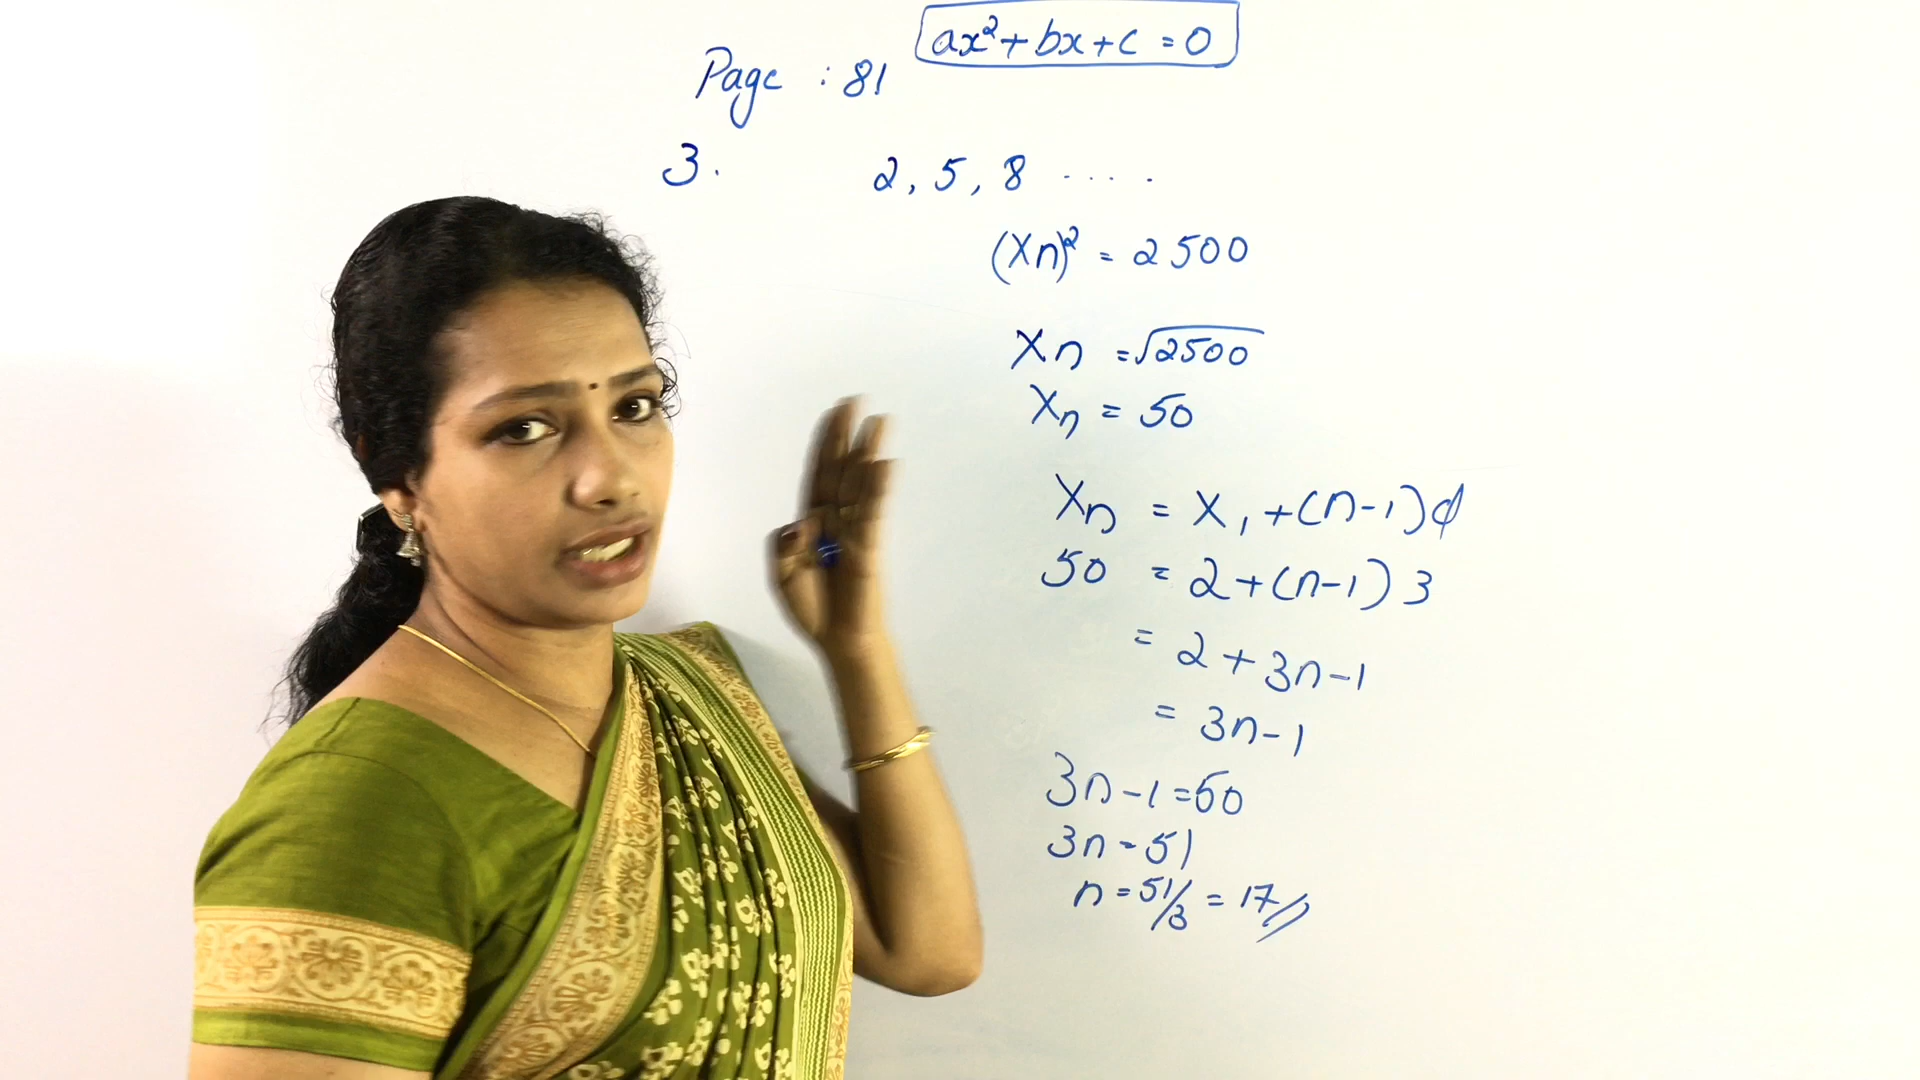 ax²+bx+c=0
Page : 81
3. 2, 5, 8 .....
(Xn)² = 2500
Xn = √2500
Xn = 50
Xn = X₁ +(n-1)d
50 = 2+(n-1) 3
= 2 + 3n-1
= 3n-1
3n-1=50
3n-51
n=51/3 = 17//